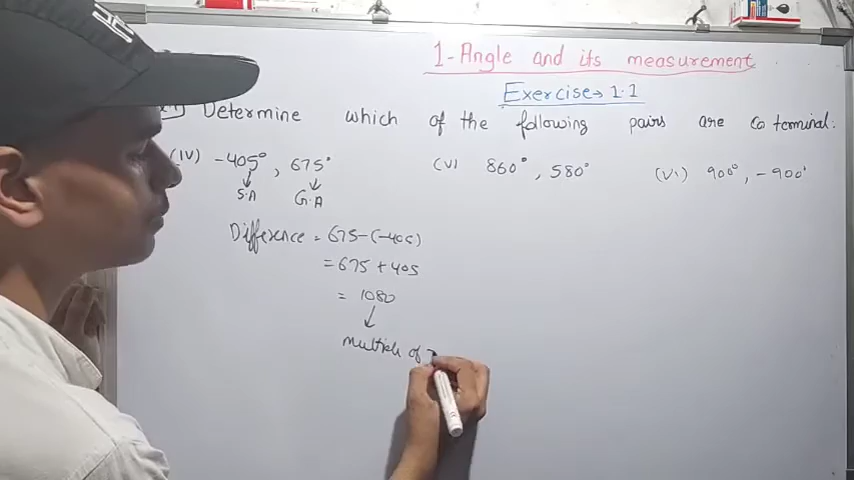 1-Angle and its measurement
Exercise→ 1.1
Determine which of the following pairs are co terminal:
(IV) -405°, 675°
(V) 860°, 580°
(VI) 900°, -900°
S.A G.A
Difference = 675-(-405)
= 675 + 405
= 1080
Multiple of